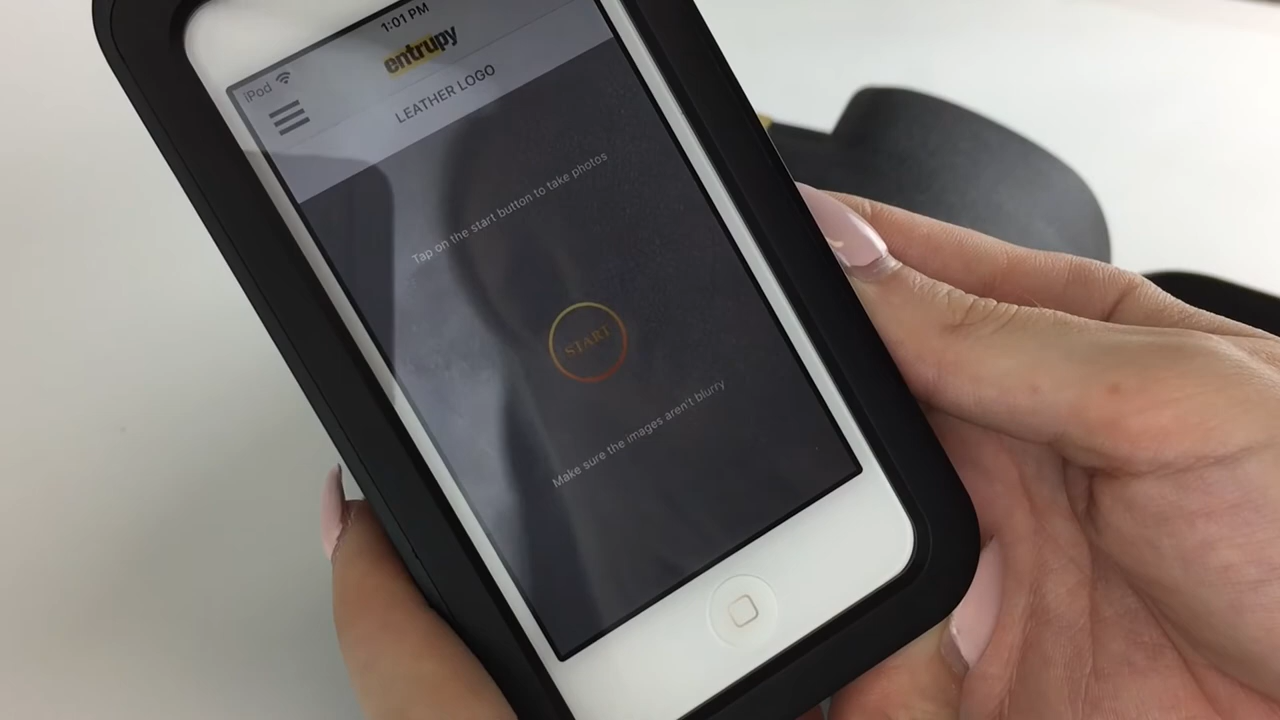 iPod
1:01 PM
entrupy
LEATHER LOGO
Tap on the start button to take photos
START
Make sure the images aren't blurry